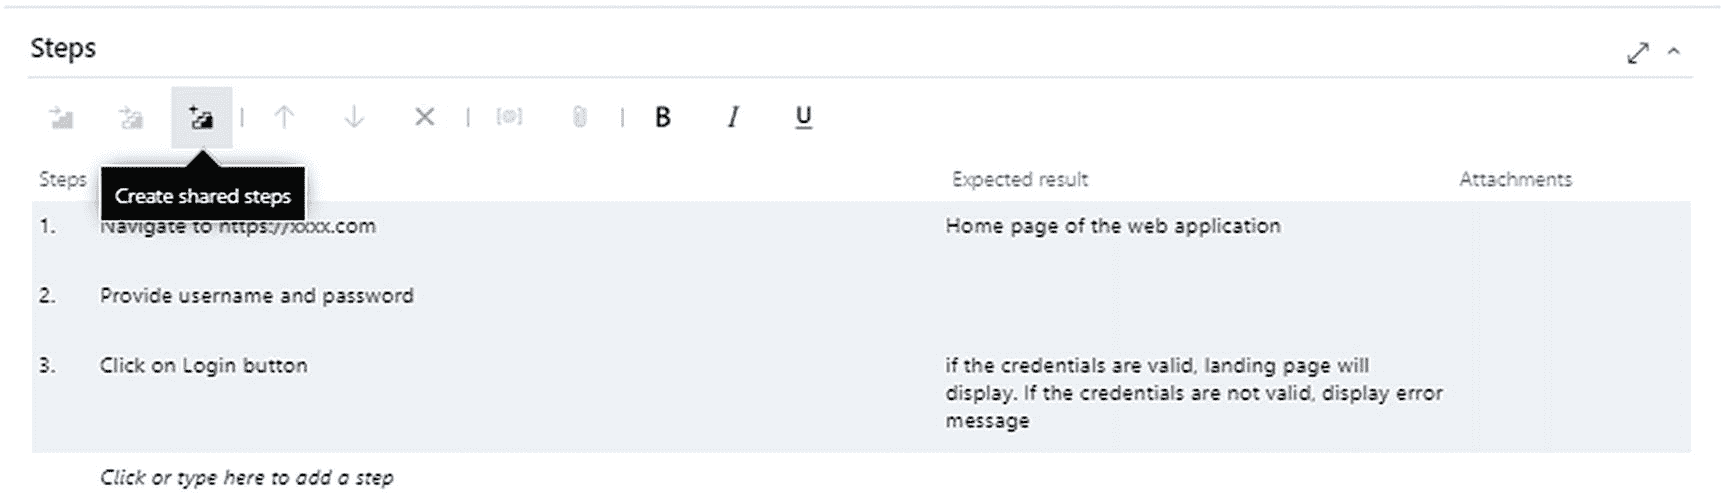 Steps
B I U
Create shared steps
Steps Expected result Attachments
1. Navigate to https://xxxx.com Home page of the web application
2. Provide username and password
3. Click on Login button if the credentials are valid, landing page will
display. If the credentials are not valid, display error
message
Click or type here to add a step